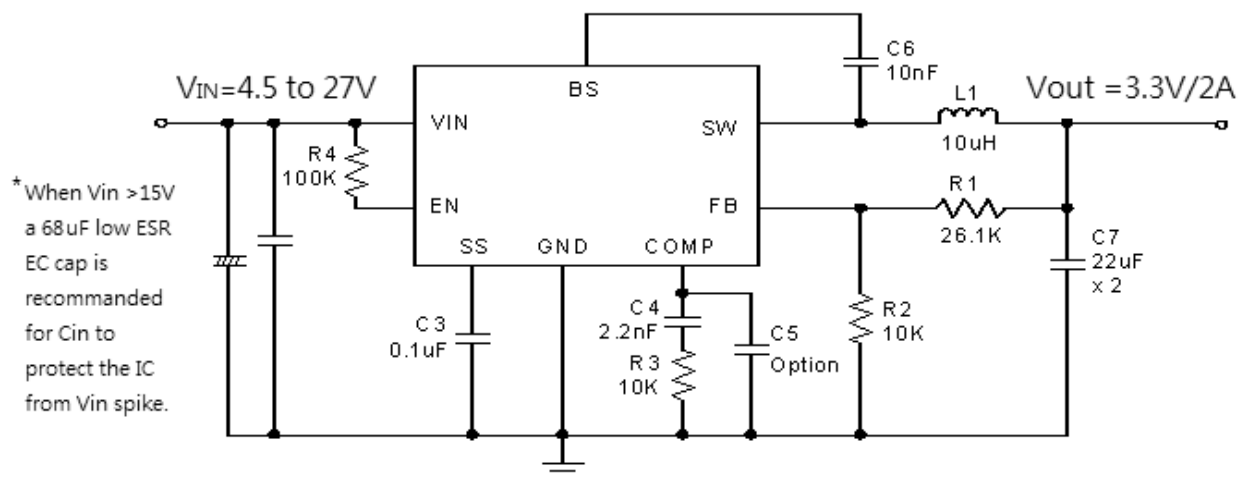 VIN=4.5 to 27V
Vout =3.3V/2A
C6
10nF
BS
L1
10uH
VIN
SW
R4
100K
EN
FB
R1
26.1K
SS
GND
COMP
* When Vin >15V
a 68uF low ESR
EC cap is
recommanded
for Cin to
protect the IC
from Vin spike.
C3
0.1uF
C4
2.2nF
R3
10K
C5
Option
R2
10K
C7
22uF
x 2